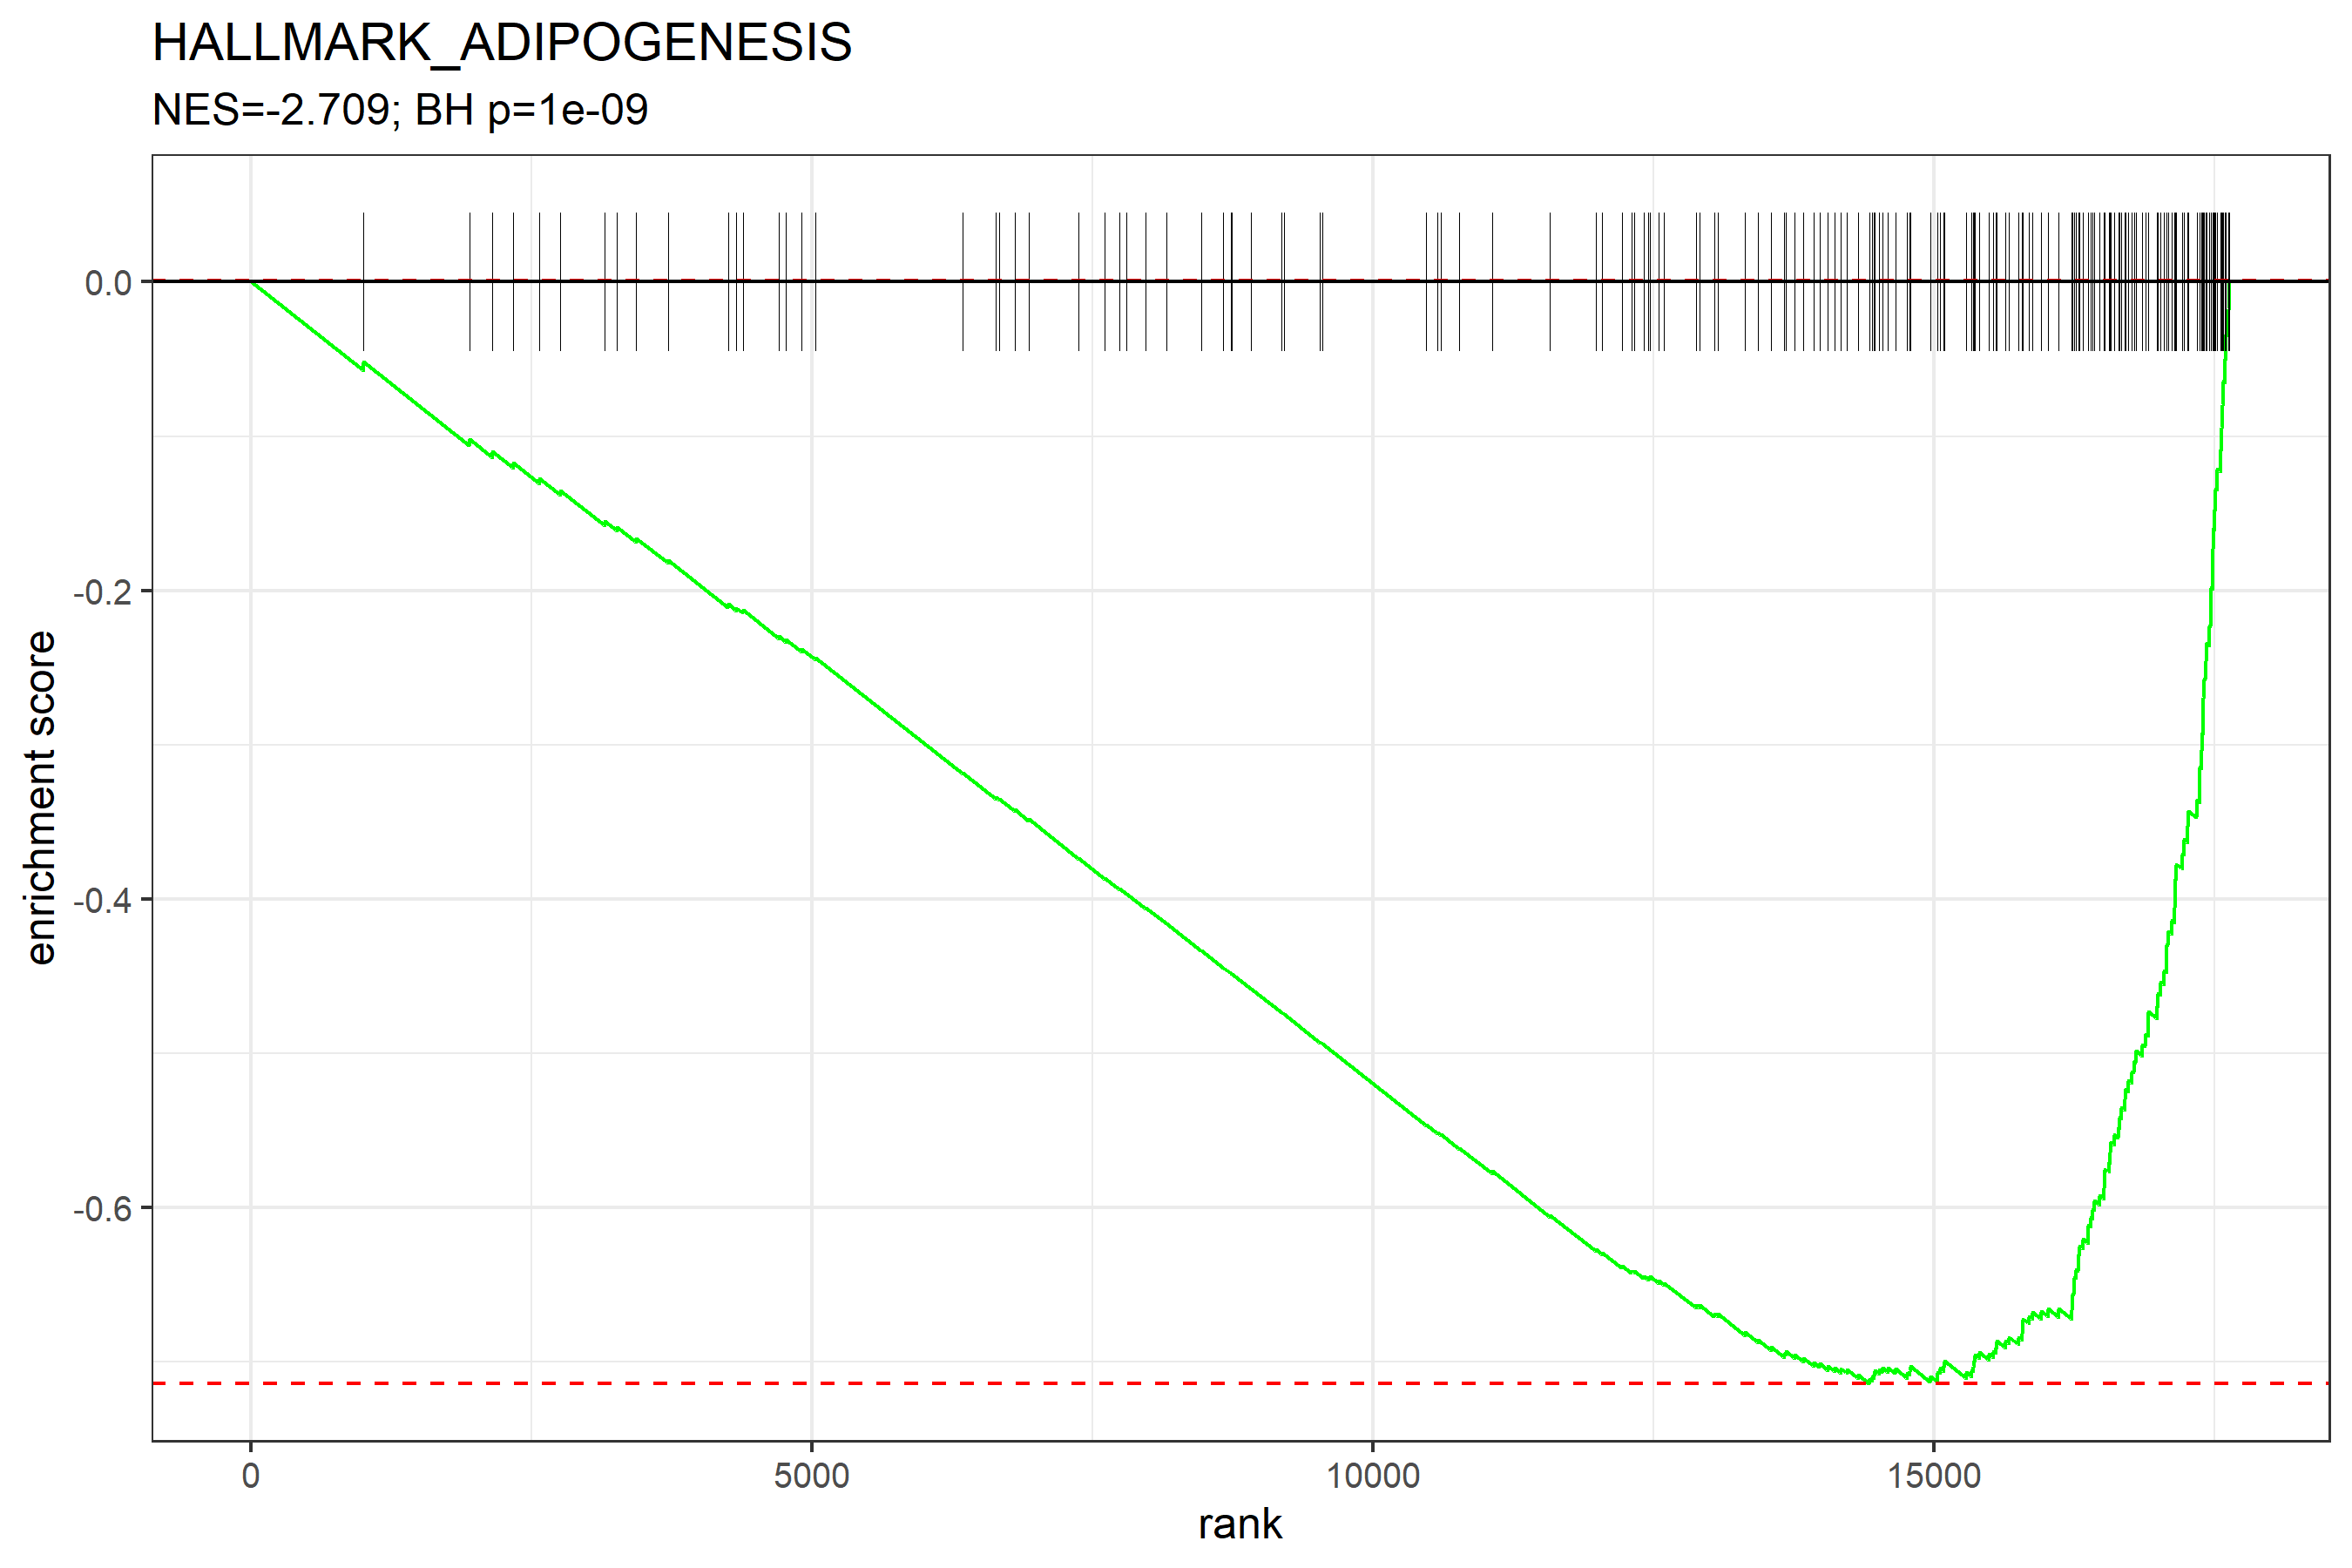 HALLMARK_ADIPOGENESIS
NES=-2.709; BH p=1e-09
0.0
-0.2
-0.4
-0.6
enrichment score
0 5000 10000 15000
rank